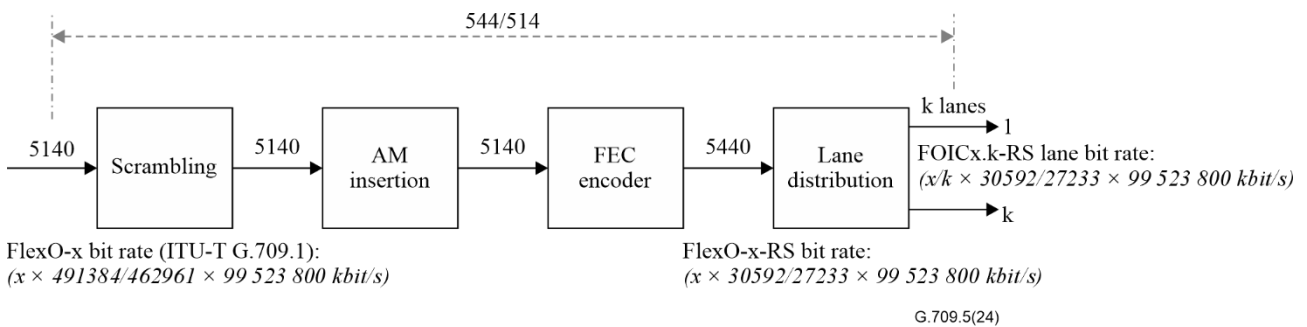 544/514
k lanes
5140
Scrambling
5140
AM
insertion
5140
FEC
encoder
5440
Lane
distribution
1
FOICx.k-RS lane bit rate:
(x/k × 30592/27233 × 99 523 800 kbit/s)
k
FlexO-x bit rate (ITU-T G.709.1):
(x × 491384/462961 × 99 523 800 kbit/s)
FlexO-x-RS bit rate:
(x × 30592/27233 × 99 523 800 kbit/s)
G.709.5(24)